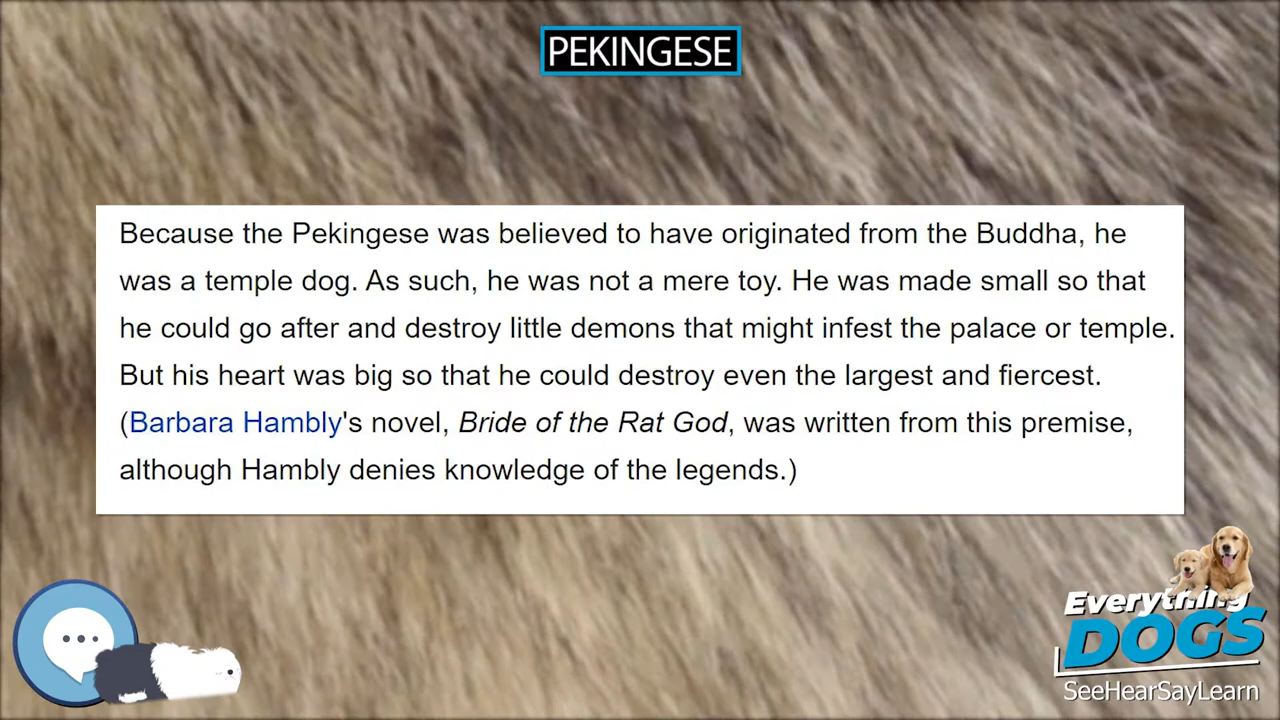 PEKINGESE
Because the Pekingese was believed to have originated from the Buddha, he
was a temple dog. As such, he was not a mere toy. He was made small so that
he could go after and destroy little demons that might infest the palace or temple.
But his heart was big so that he could destroy even the largest and fiercest.
(Barbara Hambly's novel, Bride of the Rat God, was written from this premise,
although Hambly denies knowledge of the legends.)
Everything
DOGS
SeeHearSayLearn